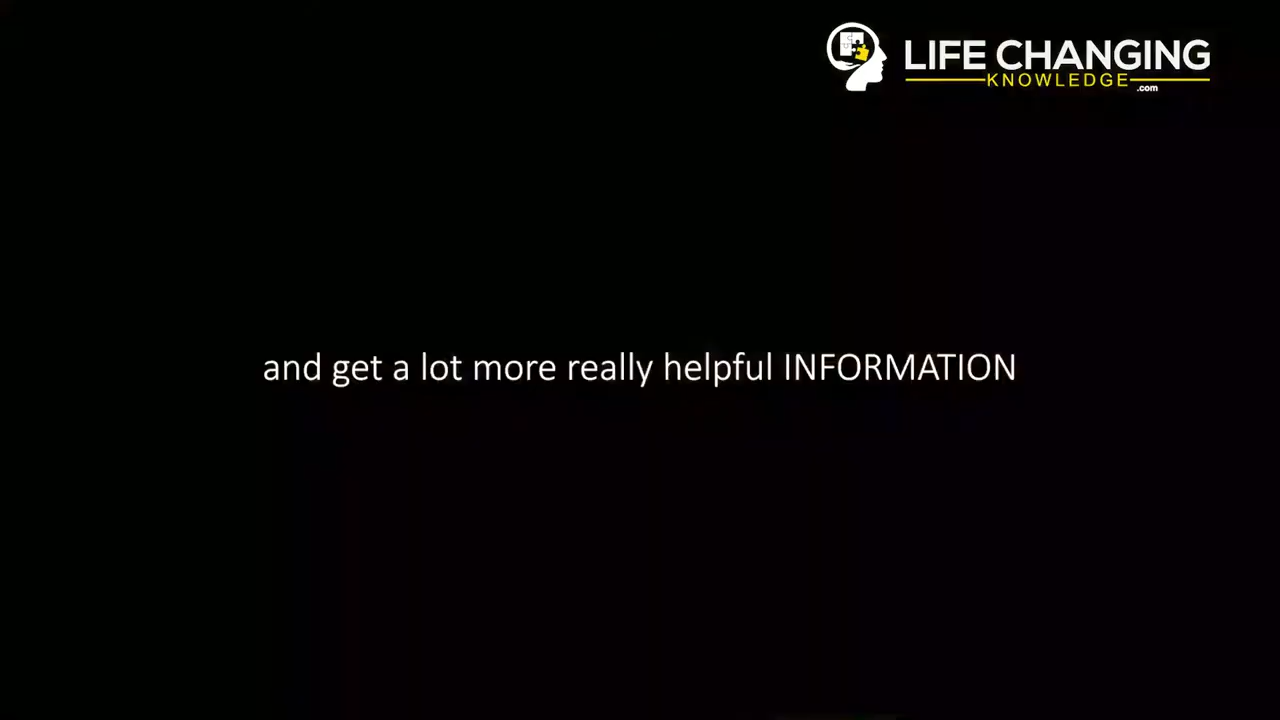 LIFE CHANGING
KNOWLEDGE
.com
and get a lot more really helpful INFORMATION